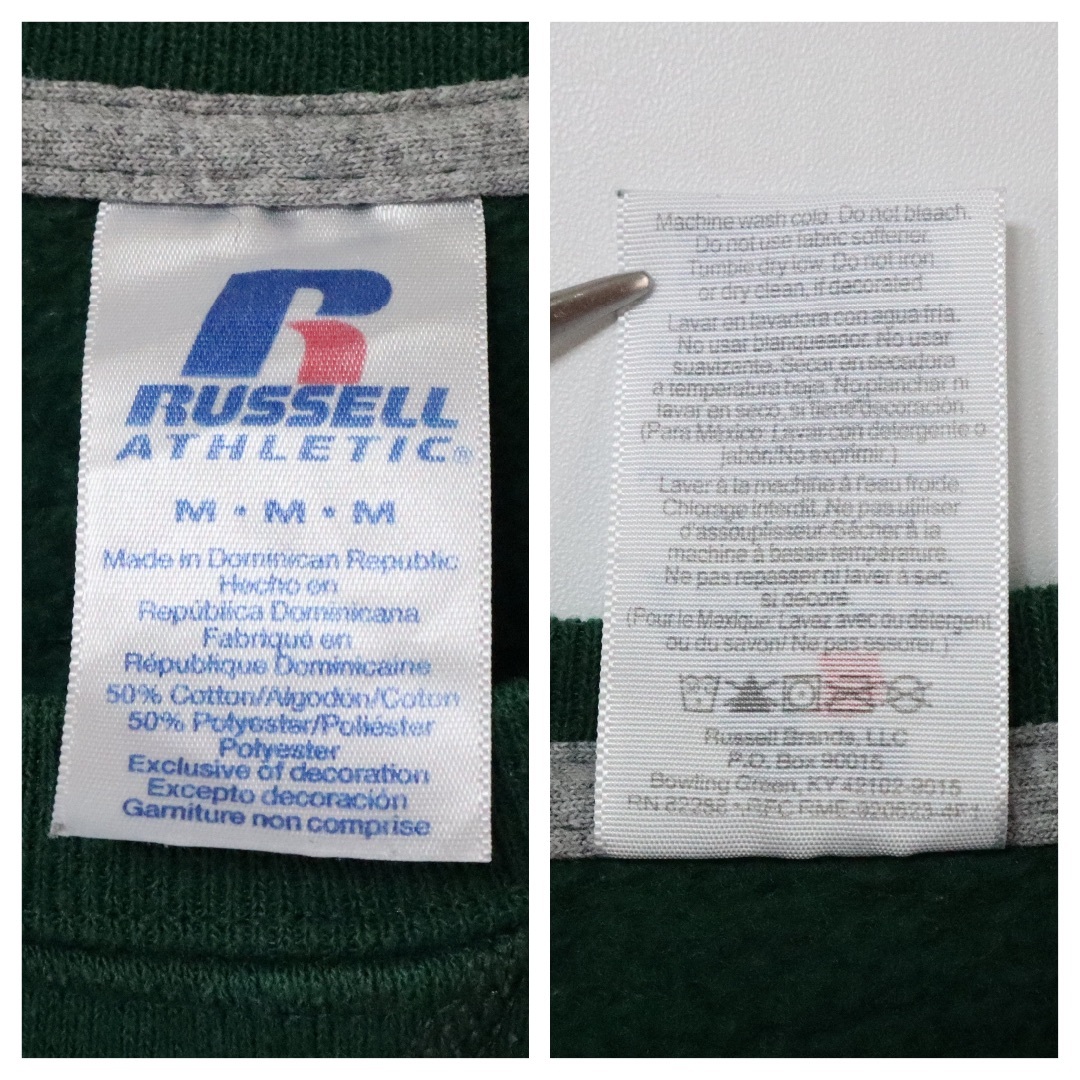 RUSSELL
ATHLETIC®
M • M • M
Made in Dominican Republic
Hecho en
República Dominicana
Fabriqué en
République Dominicaine
50% Cotton/Algodón/Coton
50% Polyester/Poliéster
Polyester
Exclusive of decoration
Excepto decoración
Garniture non comprise
Machine wash cold. Do not bleach.
Do not use fabric softener.
Tumble dry low. Do not iron
or dry clean, if decorated.
Lavar en lavadora con agua fría.
No usar blanqueador. No usar
suavizante. Secar en secadora
a temperatura baja. No planchar ni
lavar en seco, si tiene decoración.
(Para México: Lavar con detergente o
jabón/No exprimir.)
Laver à la machine à l'eau froide.
Chlorage interdit. Ne pas utiliser
d'assouplisseur. Sécher à la
machine à basse température.
Ne pas repasser ni laver à sec,
si décoré
(Pour le Mexique: Lavez avec du détergent
ou du savon/ Ne pas essorer.)
Russell Brands, LLC
P.O. Box 90015
Bowling Green, KY 42102-9015
RN 82258